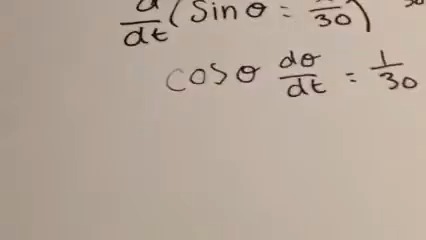 d/dt (sin θ = /30)
cos θ dθ/dt = 1/30